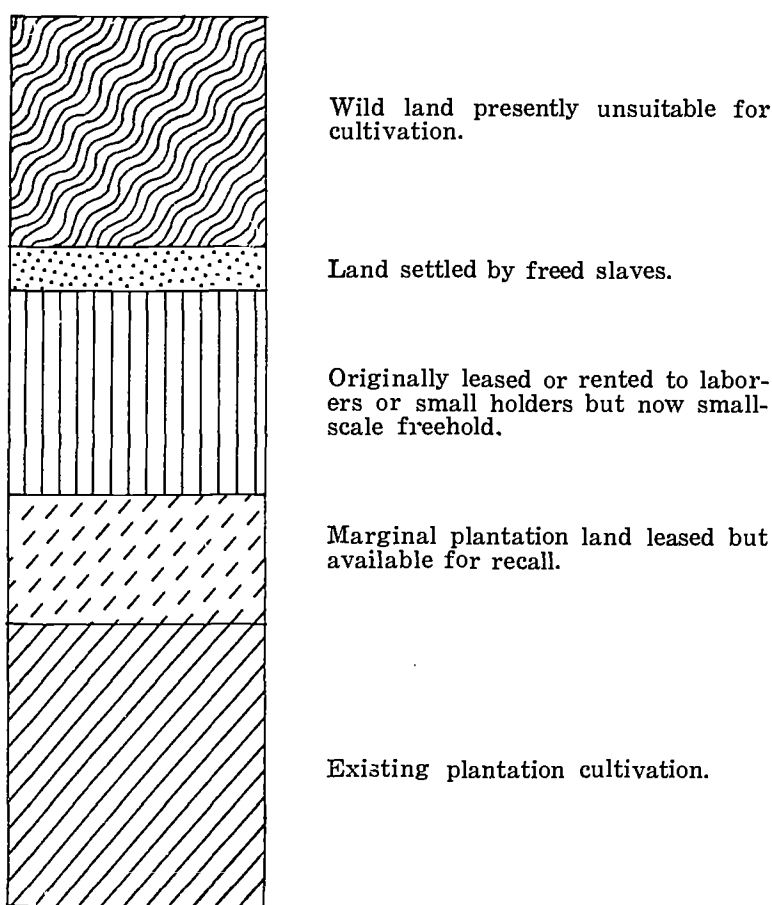 Wild land presently unsuitable for
cultivation.
Land settled by freed slaves.
Originally leased or rented to labor-
ers or small holders but now small-
scale freehold.
Marginal plantation land leased but
available for recall.
Existing plantation cultivation.